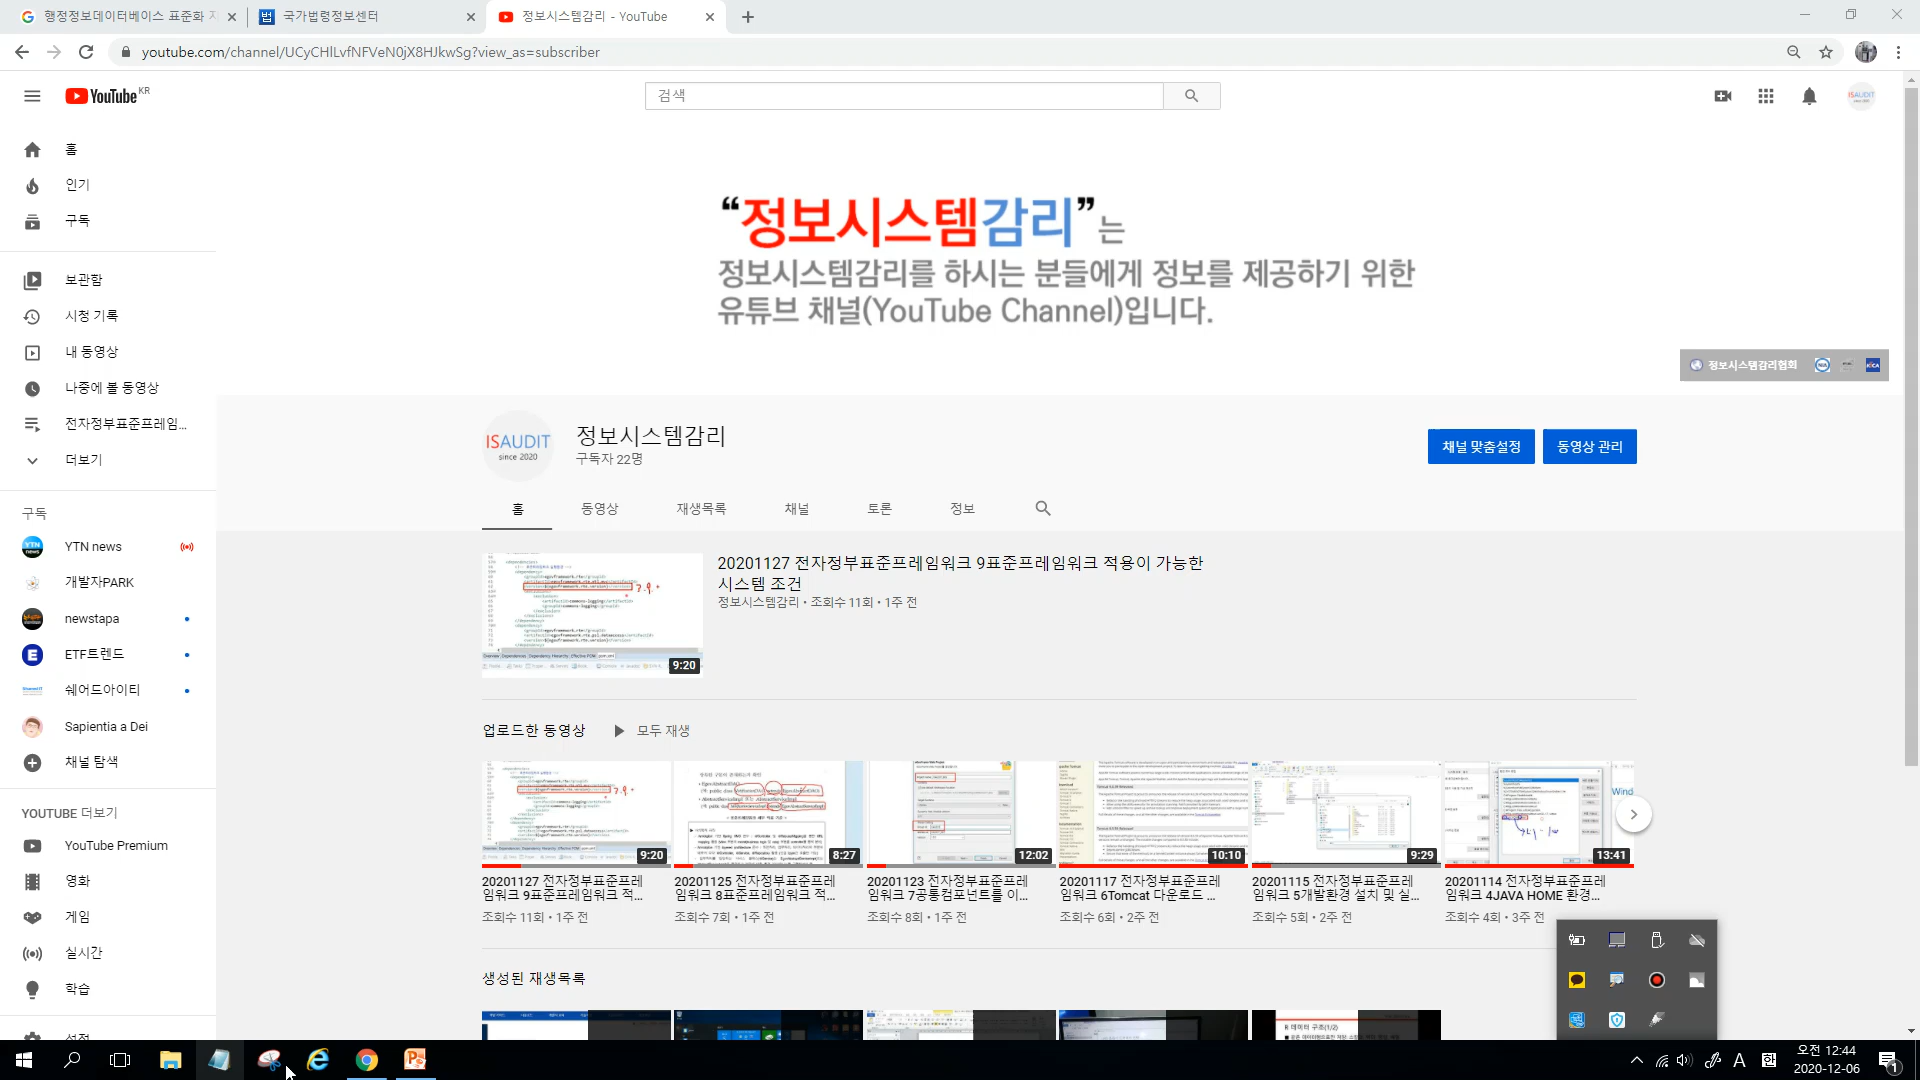 행정정보데이터베이스 표준화 지
국가법령정보센터
정보시스템감리 - YouTube
youtube.com/channel/UCyCHlLvfNFVeN0jX8HJkwSg?view_as=subscriber
YouTube KR
검색
ISAUDIT
홈
인기
구독
보관함
시청 기록
내 동영상
나중에 볼 동영상
전자정부표준프레임...
더보기
구독
YTN news
개발자PARK
newstapa
ETF트렌드
쉐어드아이티
Sapientia a Dei
채널 탐색
YOUTUBE 더보기
YouTube Premium
영화
게임
실시간
학습
설정
“정보시스템감리”는
정보시스템감리를 하시는 분들에게 정보를 제공하기 위한
유튜브 채널(YouTube Channel)입니다.
정보시스템감리협회
ISAUDIT
since 2020
정보시스템감리
구독자 22명
채널 맞춤설정
동영상 관리
홈
동영상
재생목록
채널
토론
정보
9:20
20201127 전자정부표준프레임워크 9표준프레임워크 적용이 가능한
시스템 조건
정보시스템감리 • 조회수 11회 • 1주 전
업로드한 동영상
모두 재생
9:20
20201127 전자정부표준프레
임워크 9표준프레임워크 적...
조회수 11회 • 1주 전
8:27
20201125 전자정부표준프레
임워크 8표준프레임워크 적...
조회수 7회 • 1주 전
12:02
20201123 전자정부표준프레
임워크 7공통컴포넌트를 이...
조회수 8회 • 1주 전
10:10
20201117 전자정부표준프레
임워크 6Tomcat 다운로드 ...
조회수 6회 • 2주 전
9:29
20201115 전자정부표준프레
임워크 5개발환경 설치 및 실...
조회수 5회 • 2주 전
Wind
13:41
20201114 전자정부표준프레
임워크 4JAVA HOME 환경...
조회수 4회 • 3주 전
생성된 재생목록
R 데이터 구조(1/2)
A
한
오전 12:44
2020-12-06
1